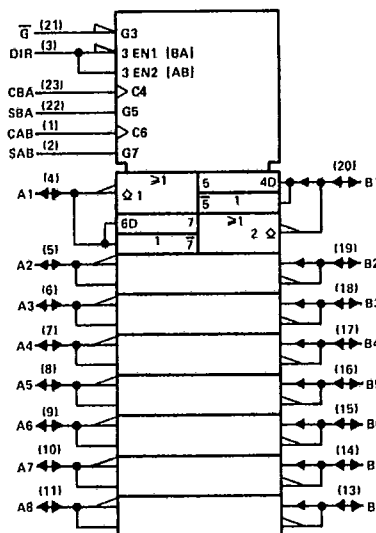 G̅ (21) G3
DIR (3) 3 EN1 [BA]
3 EN2 [AB]
CBA (23) C4
SBA (22) G5
CAB (1) C6
SAB (2) G7
A1 (4) ≥1 1 5 4D (20) B1
5̅ 1
6D 7 ≥1
1 7̅ 2
A2 (5) (19) B2
A3 (6) (18) B3
A4 (7) (17) B4
A5 (8) (16) B5
A6 (9) (15) B
A7 (10) (14) B
A8 (11) (13) B